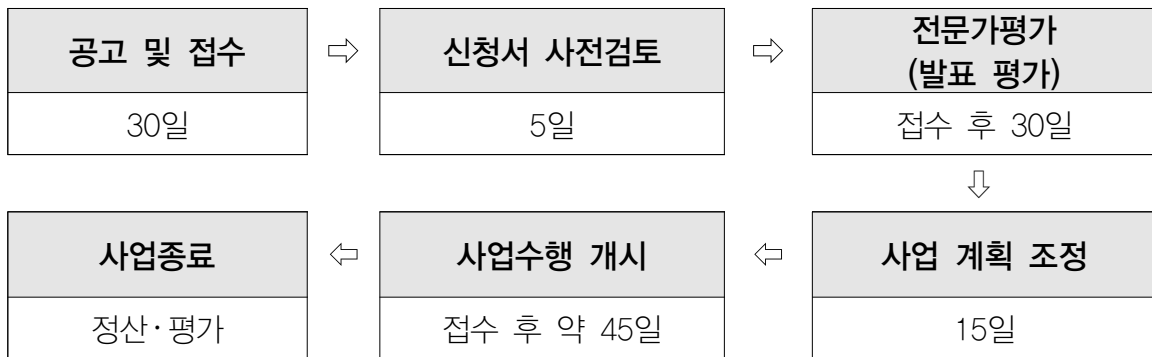 공고 및 접수
⇨
신청서 사전검토
⇨
전문가평가
(발표 평가)
30일
5일
접수 후 30일
⇩
사업종료
⇦
사업수행 개시
⇦
사업 계획 조정
정산·평가
접수 후 약 45일
15일